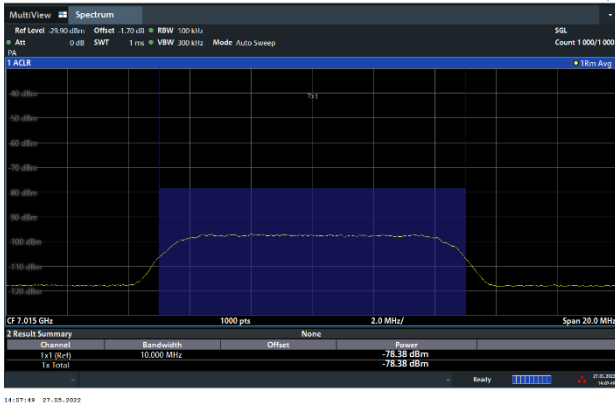 MultiView Spectrum
Ref Level -29.90 dBm Offset -1.70 dB RBW 100 kHz SGL
Att 0 dB SWT 1 ms VBW 300 kHz Mode Auto Sweep Count 1000/1000
PA
1 ACLR 1Rm Avg
-40 dBm
Tx1
-50 dBm
-60 dBm
-70 dBm
-80 dBm
-90 dBm
-100 dBm
-110 dBm
-120 dBm
CF 7.015 GHz 1000 pts 2.0 MHz/ Span 20.0 MHz
2 Result Summary None
Channel Bandwidth Offset Power
Tx1 (Ref) 10.000 MHz -78.38 dBm
Tx Total -78.38 dBm
Ready 27.05.2022
14:07:49
14:07:49 27.05.2022